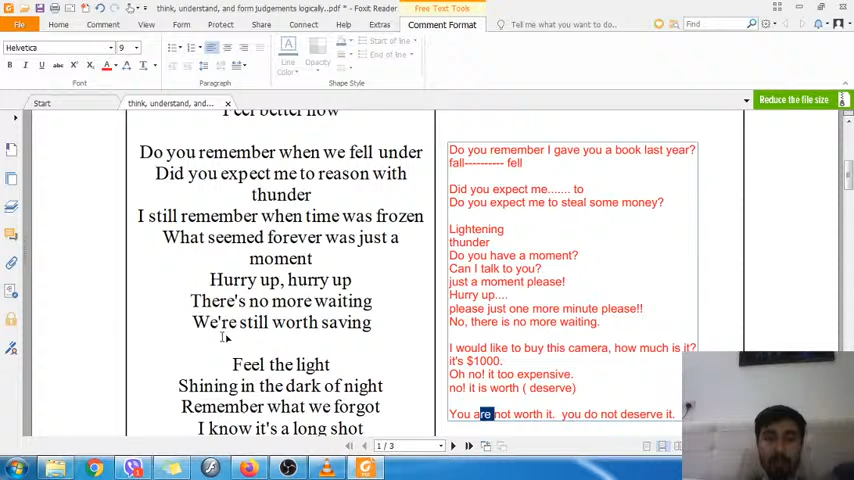 think, understand, and form judgements logically..pdf * - Foxit Reader
Free Text Tools
File
Home
Comment
View
Form
Protect
Share
Connect
Help
Extras
Comment Format
Tell me what you want to do...
Find
Helvetica
9
Font
Line
Color
Opacity
Start of line
End of line
Shape Style
Start
think, understand, and...
Reduce the file size
Feel better now
Do you remember when we fell under
Did you expect me to reason with
thunder
I still remember when time was frozen
What seemed forever was just a
moment
Hurry up, hurry up
There's no more waiting
We're still worth saving
Feel the light
Shining in the dark of night
Remember what we forgot
I know it's a long shot
Do you remember I gave you a book last year?
fall---------- fell
Did you expect me....... to
Do you expect me to steal some money?
Lightening
thunder
Do you have a moment?
Can I talk to you?
just a moment please!
Hurry up....
please just one more minute please!!
No, there is no more waiting.
I would like to buy this camera, how much is it?
it's $1000.
Oh no! it too expensive.
no! it is worth ( deserve)
You are not worth it.  you do not deserve it.
1 / 3